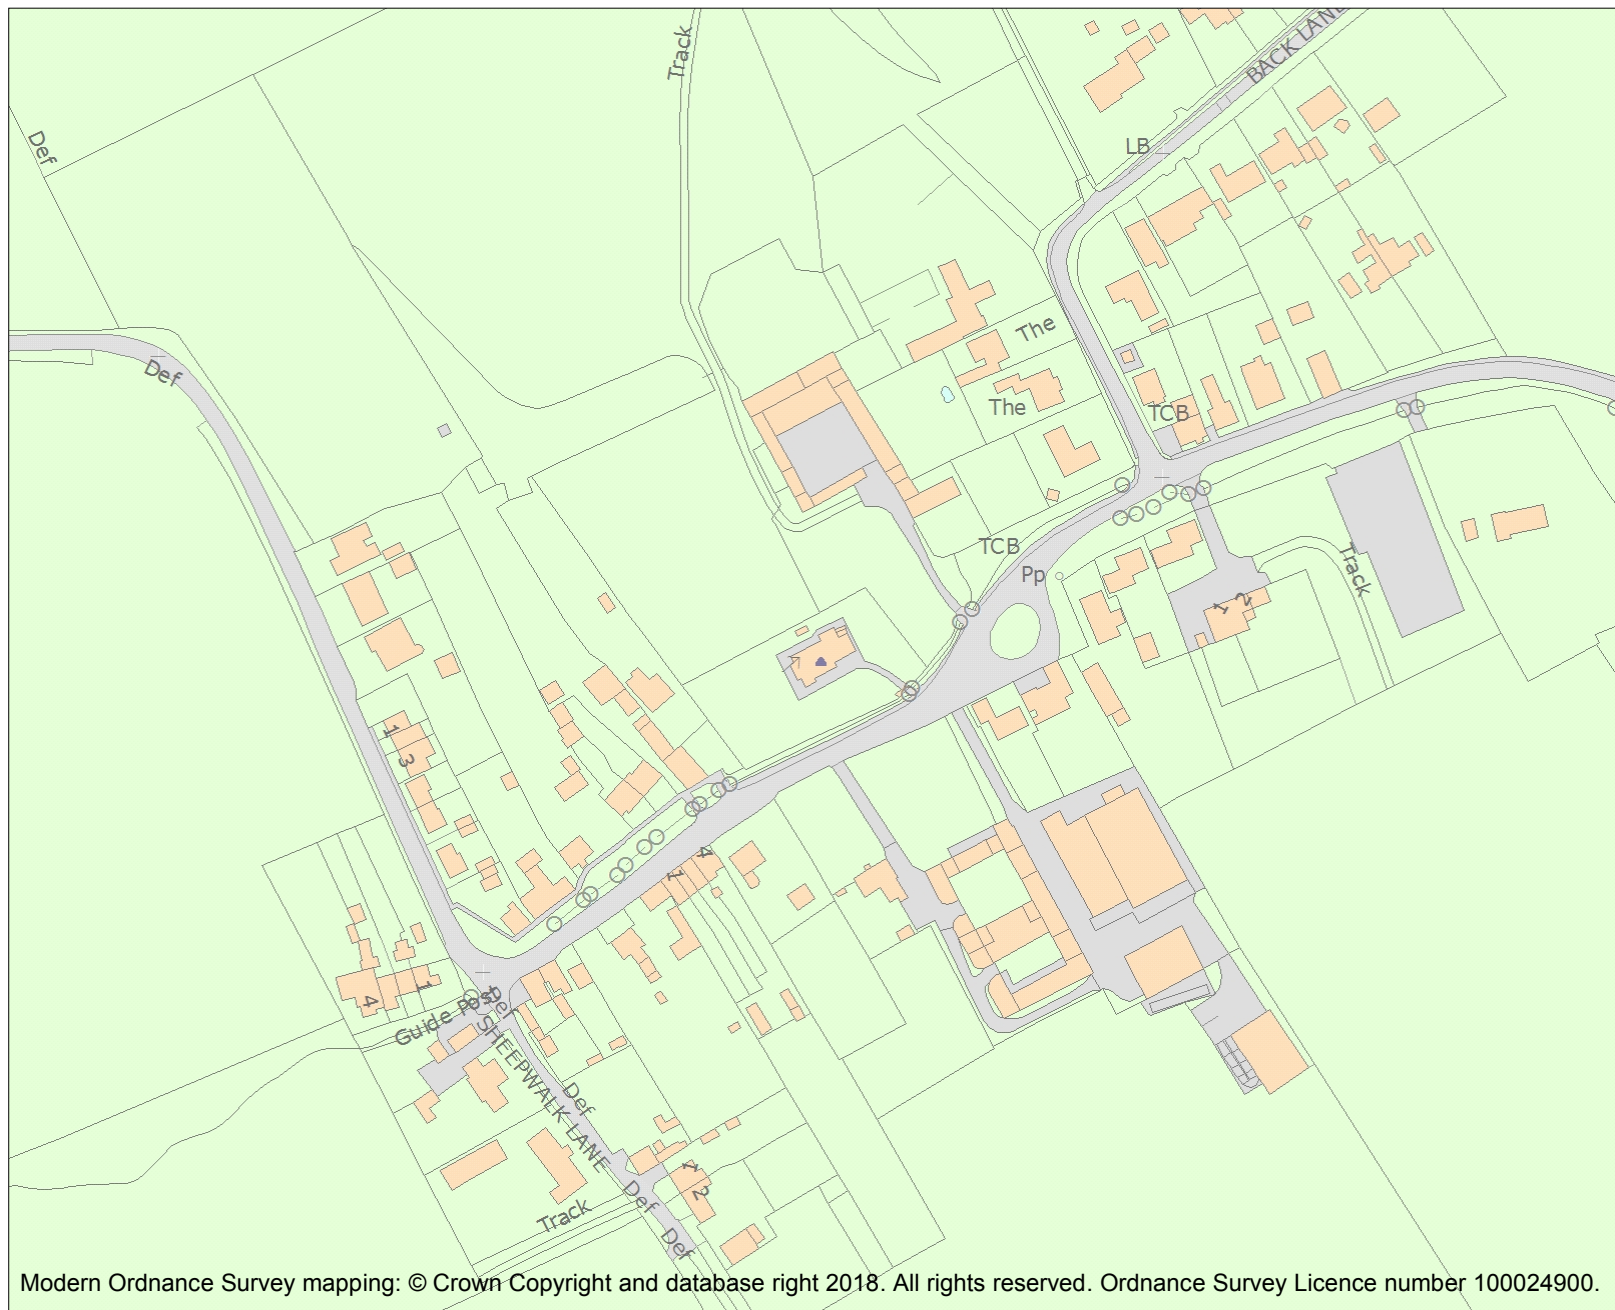 Track
BACK LANE
Def
LB
The
Def
The
TCB
TCB
Track
Pp
1
2
1
3
4
1
1
4
Guide Post
Def
SHEEPWALK LANE
Def
1
2
Def
Track
Def
Modern Ordnance Survey mapping: © Crown Copyright and database right 2018. All rights reserved. Ordnance Survey Licence number 100024900.